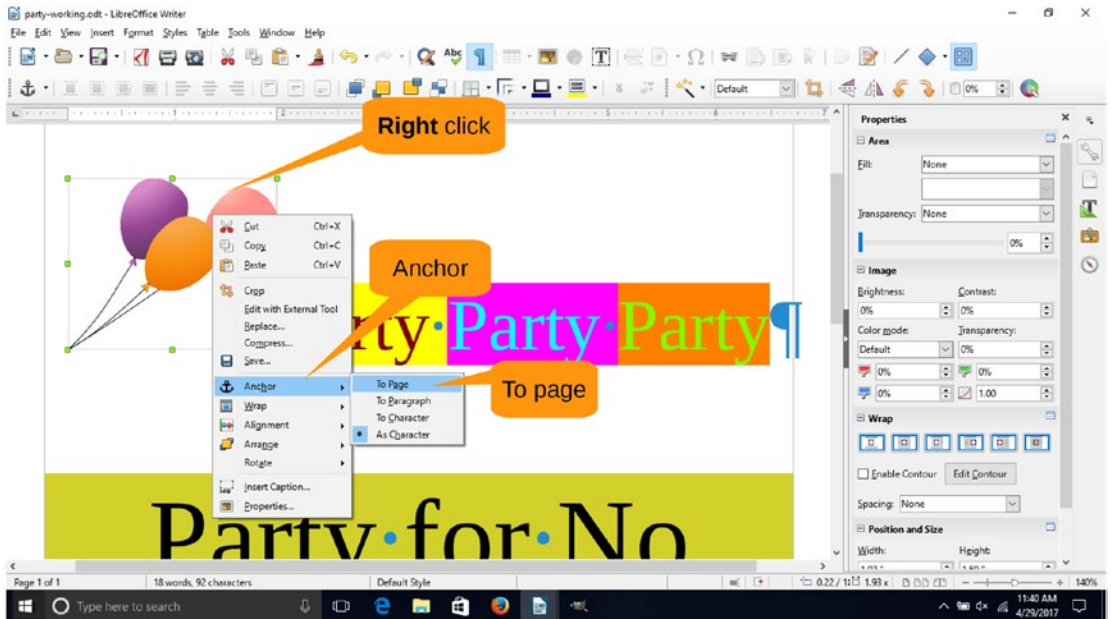 party-working.odt - LibreOffice Writer
File Edit View Insert Format Styles Table Tools Window Help
Default
0%
Right click
Cut Ctrl+X
Copy Ctrl+C
Paste Ctrl+V
Crop
Edit with External Tool
Replace...
Compress...
Save...
Anchor
Wrap
Alignment
Arrange
Rotate
Insert Caption...
Properties...
Anchor
To Page
To Paragraph
To Character
As Character
To page
rty·Party·Party¶
Party·for·No
Properties
Area
Fill: None
Transparency: None
0%
Image
Brightness: Contrast:
0% 0%
Color mode: Transparency:
Default 0%
0% 0%
0% 1.00
Wrap
Enable Contour Edit Contour
Spacing: None
Position and Size
Width: Height:
Page 1 of 1 18 words, 92 characters Default Style 140%
Type here to search
11:40 AM
4/29/2017